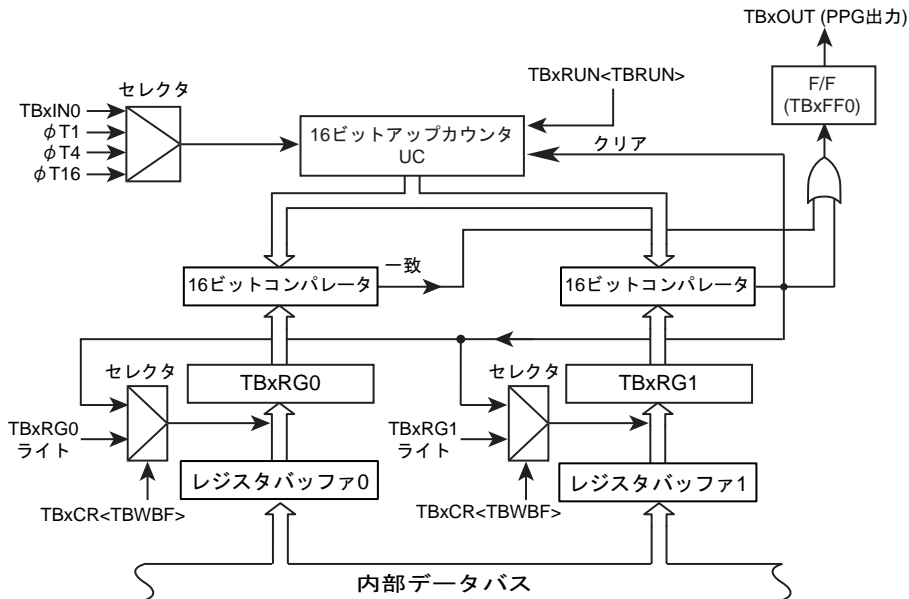 TBxOUT (PPG出力)
F/F
(TBxFF0)
TBxRUN<TBRUN>
セレクタ
TBxIN0
φT1
φT4
φT16
16ビットアップカウンタ
UC
クリア
一致
16ビットコンパレータ
16ビットコンパレータ
セレクタ
TBxRG0
セレクタ
TBxRG1
TBxRG0
ライト
TBxRG1
ライト
レジスタバッファ0
レジスタバッファ1
TBxCR<TBWBF>
TBxCR<TBWBF>
内部データバス